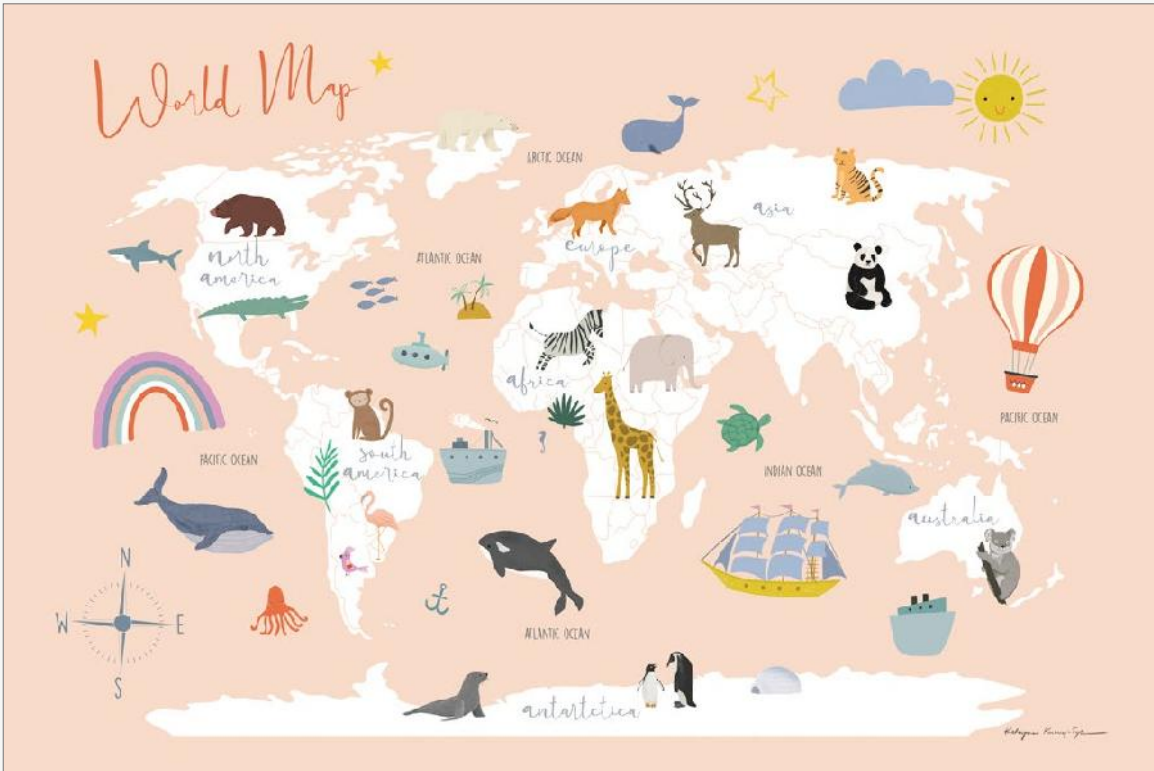 World Map
ARCTIC OCEAN
asia
europe
north
america
ATLANTIC OCEAN
africa
PACIFIC OCEAN
south
america
PACIFIC OCEAN
INDIAN OCEAN
australia
N
W E
S
ATLANTIC OCEAN
antartctica